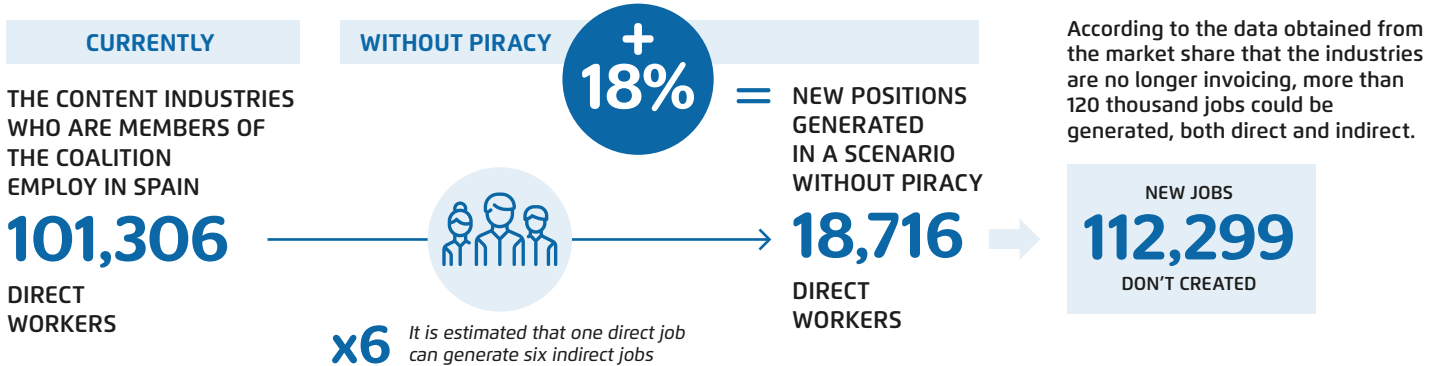 CURRENTLY
THE CONTENT INDUSTRIES
WHO ARE MEMBERS OF
THE COALITION
EMPLOY IN SPAIN
101,306
DIRECT
WORKERS
WITHOUT PIRACY
+
18%
x6
It is estimated that one direct job
can generate six indirect jobs
=
NEW POSITIONS
GENERATED
IN A SCENARIO
WITHOUT PIRACY
18,716
DIRECT
WORKERS
According to the data obtained from
the market share that the industries
are no longer invoicing, more than
120 thousand jobs could be
generated, both direct and indirect.
NEW JOBS
112,299
DON'T CREATED